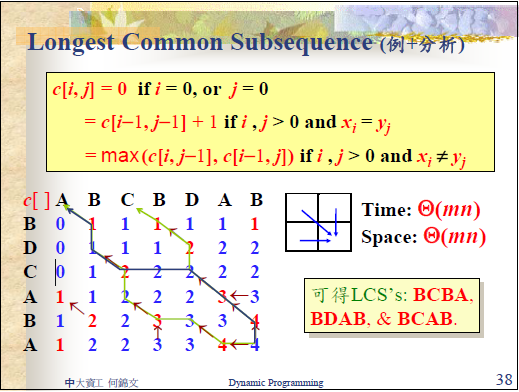 Longest Common Subsequence (例+分析)
c[i, j] = 0 if i = 0, or j = 0
= c[i−1, j−1] + 1 if i , j > 0 and xi = yj
= max (c[i, j−1], c[i−1, j]) if i , j > 0 and xi ≠ yj
c[ ] A B C B D A B
B 0 1 1 1 1 1 1
D 0 1 1 1 2 2 2
C 0 1 2 2 2 2 2
A 1 1 2 2 2 3 ← 3
B 1 2 2 3 3 3 4
A 1 2 2 3 3 4 ← 4
Time: Θ(mn)
Space: Θ(mn)
可得LCS's: BCBA,
BDAB, & BCAB.
中大資工 何錦文
Dynamic Programming
38